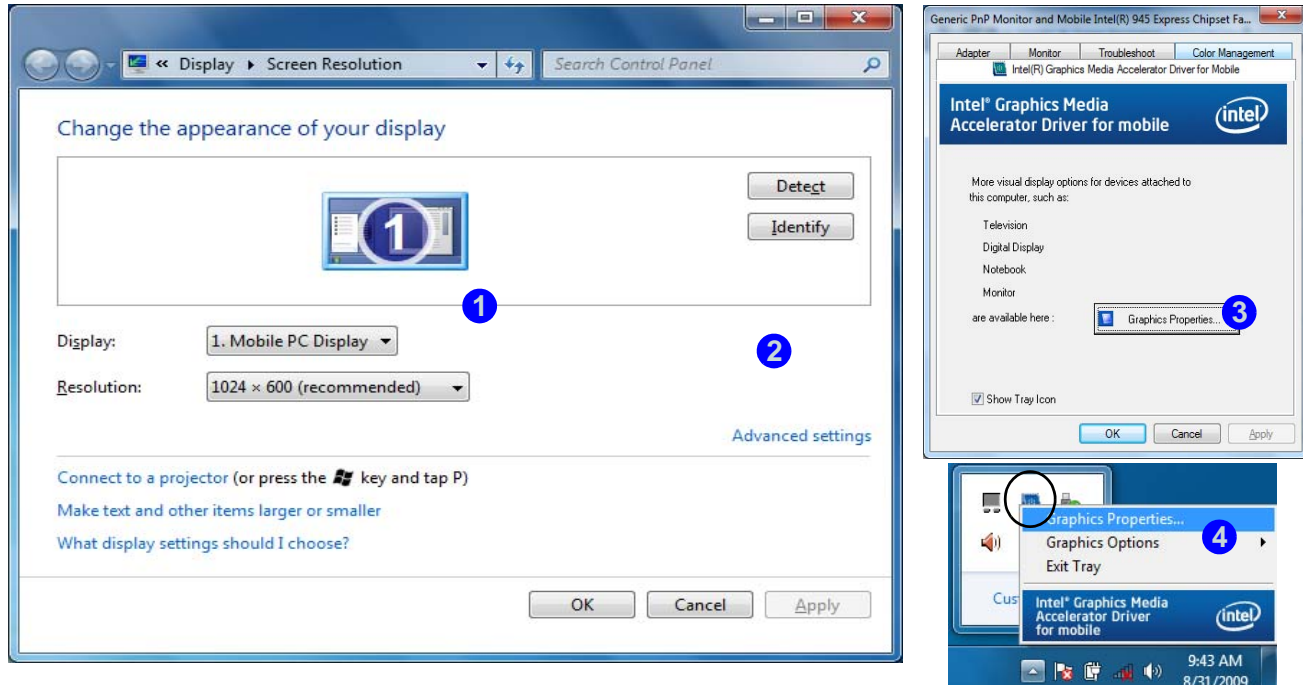 « Display ▸ Screen Resolution
Search Control Panel
Change the appearance of your display
1
Detect
Identify
1
Display: 1. Mobile PC Display
2
Resolution: 1024 × 600 (recommended)
Advanced settings
Connect to a projector (or press the key and tap P)
Make text and other items larger or smaller
What display settings should I choose?
OK Cancel Apply
Generic PnP Monitor and Mobile Intel(R) 945 Express Chipset Fa...
Adapter Monitor Troubleshoot Color Management
Intel(R) Graphics Media Accelerator Driver for Mobile
Intel® Graphics Media
Accelerator Driver for mobile
intel
More visual display options for devices attached to
this computer, such as:
Television
Digital Display
Notebook
Monitor
are available here : Graphics Properties... 3
Show Tray Icon
OK Cancel Apply
Graphics Properties...
Graphics Options 4
Exit Tray
Cus
Intel® Graphics Media
Accelerator Driver
for mobile
intel
9:43 AM
8/31/2009